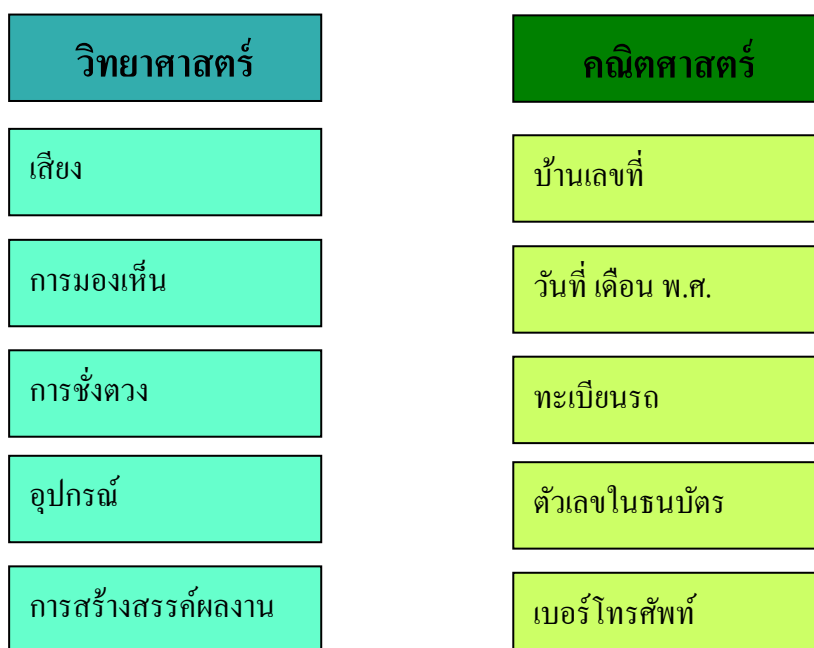 วิทยาศาสตร์
เสียง
การมองเห็น
การชั่งตวง
อุปกรณ์
การสร้างสรรค์ผลงาน
คณิตศาสตร์
บ้านเลขที่
วันที่ เดือน พ.ศ.
ทะเบียนรถ
ตัวเลขในธนบัตร
เบอร์โทรศัพท์